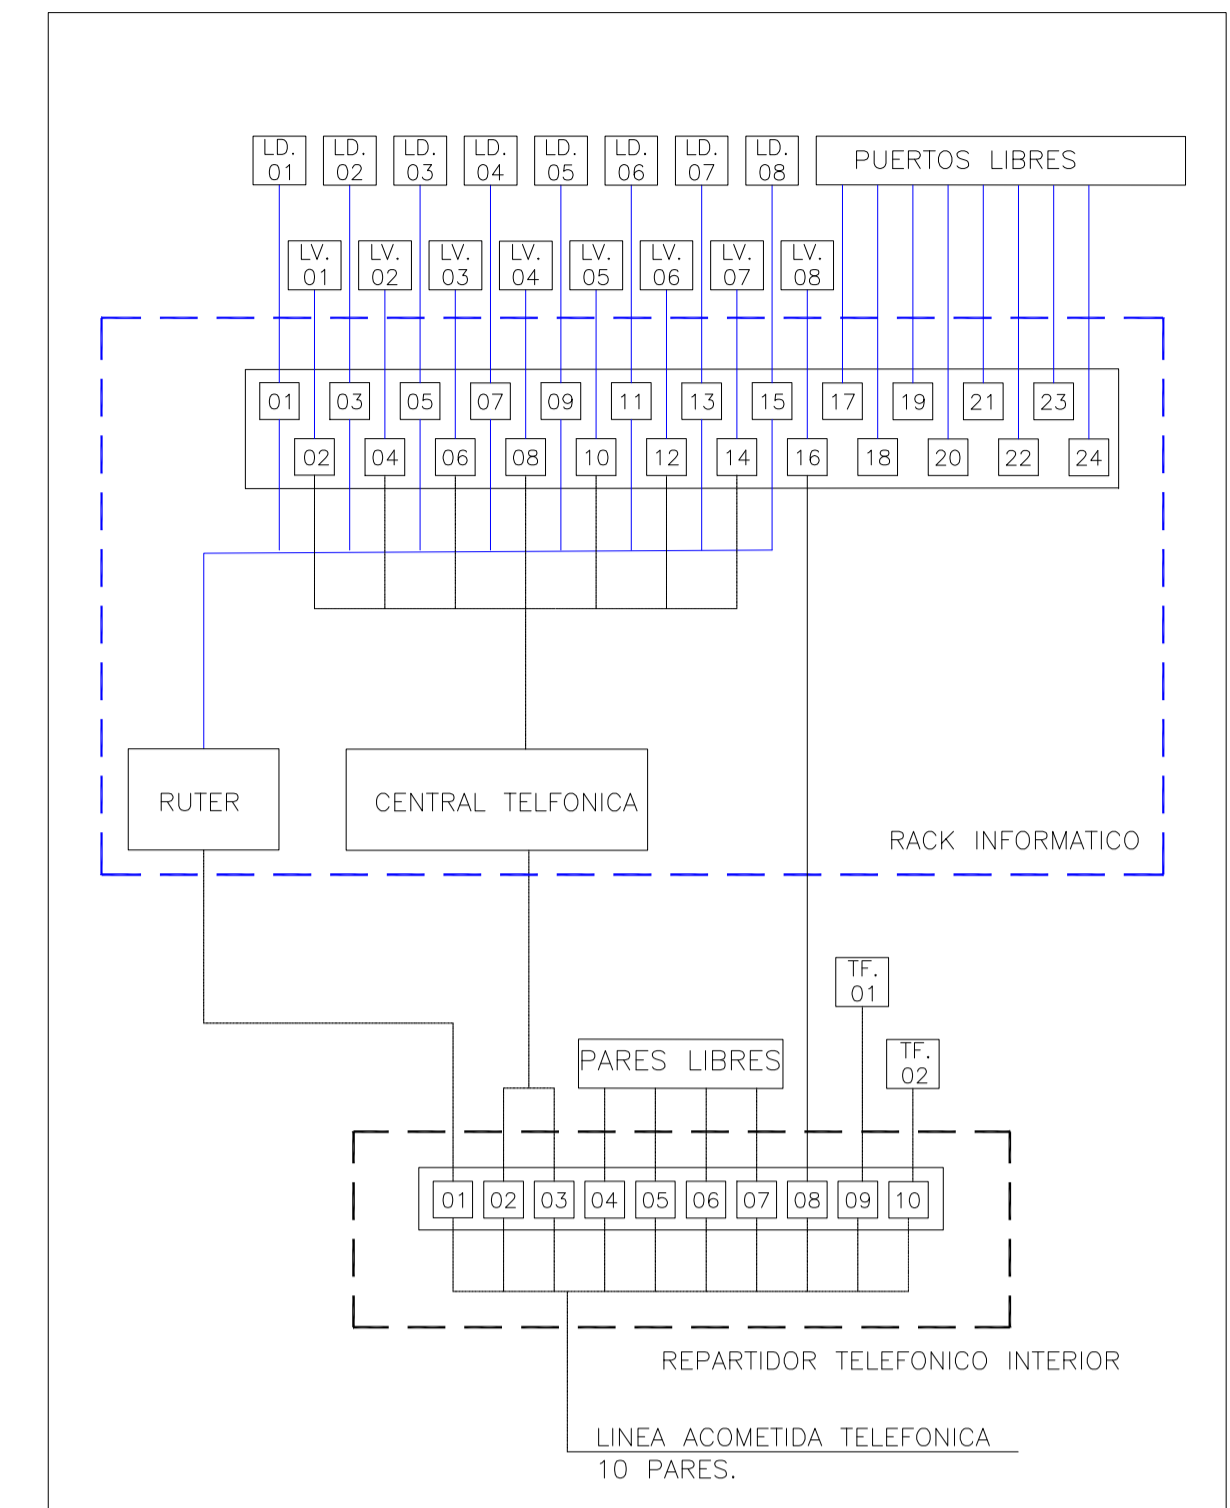 LD. LD. LD. LD. LD. LD. LD. LD.
01 02 03 04 05 06 07 08
PUERTOS LIBRES
LV. LV. LV. LV. LV. LV. LV. LV.
01 02 03 04 05 06 07 08
01 03 05 07 09 11 13 15 17 19 21 23
02 04 06 08 10 12 14 16 18 20 22 24
RUTER
CENTRAL TELFONICA
RACK INFORMATICO
TF.
01
PARES LIBRES
TF.
02
01 02 03 04 05 06 07 08 09 10
REPARTIDOR TELEFONICO INTERIOR
LINEA ACOMETIDA TELEFONICA
10 PARES.